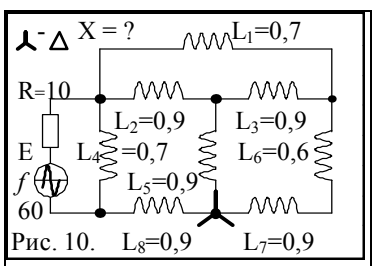 ⅄-Δ X = ?
L₁=0,7
R=10
L₂=0,9
L₃=0,9
E
L₄=0,7
L₆=0,6
L₅=0,9
f
60
Рис. 10.
L₈=0,9
L₇=0,9